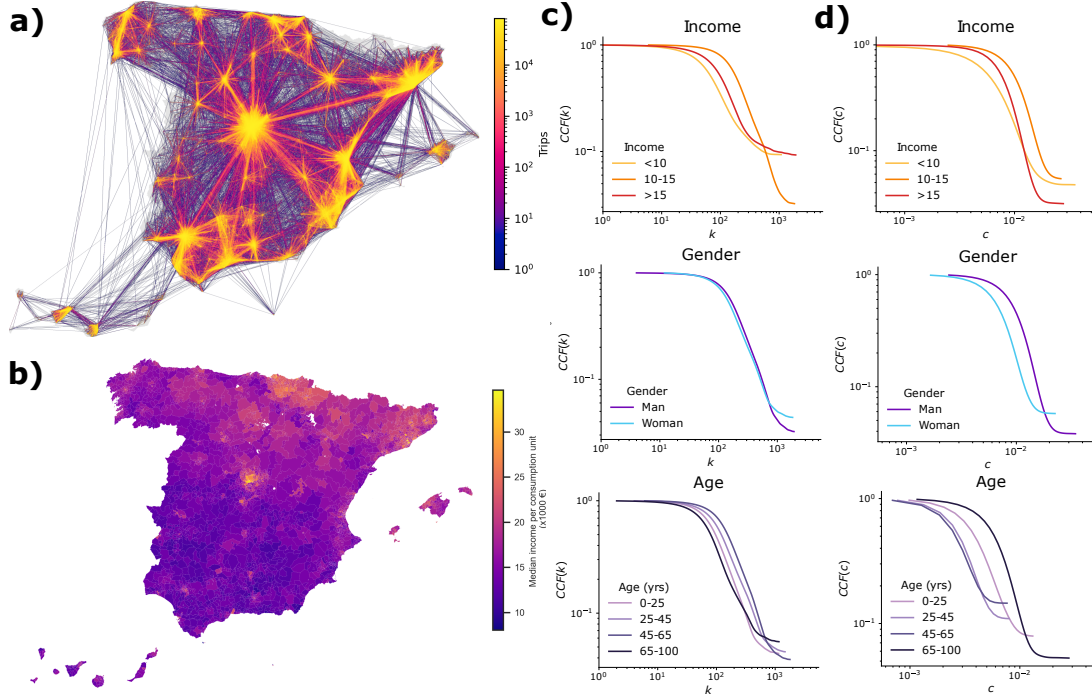 a)
10^4
10^3
10^2
10^1
10^0
Trips
b)
30
25
20
15
10
Median income per consumption unit
(x1000 €)
c)
Income
10^0
10^-1
CCF(k)
Income
<10
10-15
>15
10^0
10^1
10^2
10^3
k
Gender
10^0
10^-1
CCF(k)
Gender
Man
Woman
10^0
10^1
10^2
10^3
k
Age
10^0
10^-1
CCF(k)
Age (yrs)
0-25
25-45
45-65
65-100
10^0
10^1
10^2
10^3
k
d)
Income
10^0
10^-1
CCF(c)
Income
<10
10-15
>15
10^-3
10^-2
c
Gender
10^0
10^-1
CCF(c)
Gender
Man
Woman
10^-3
10^-2
c
Age
10^0
10^-1
CCF(c)
Age (yrs)
0-25
25-45
45-65
65-100
10^-3
10^-2
c